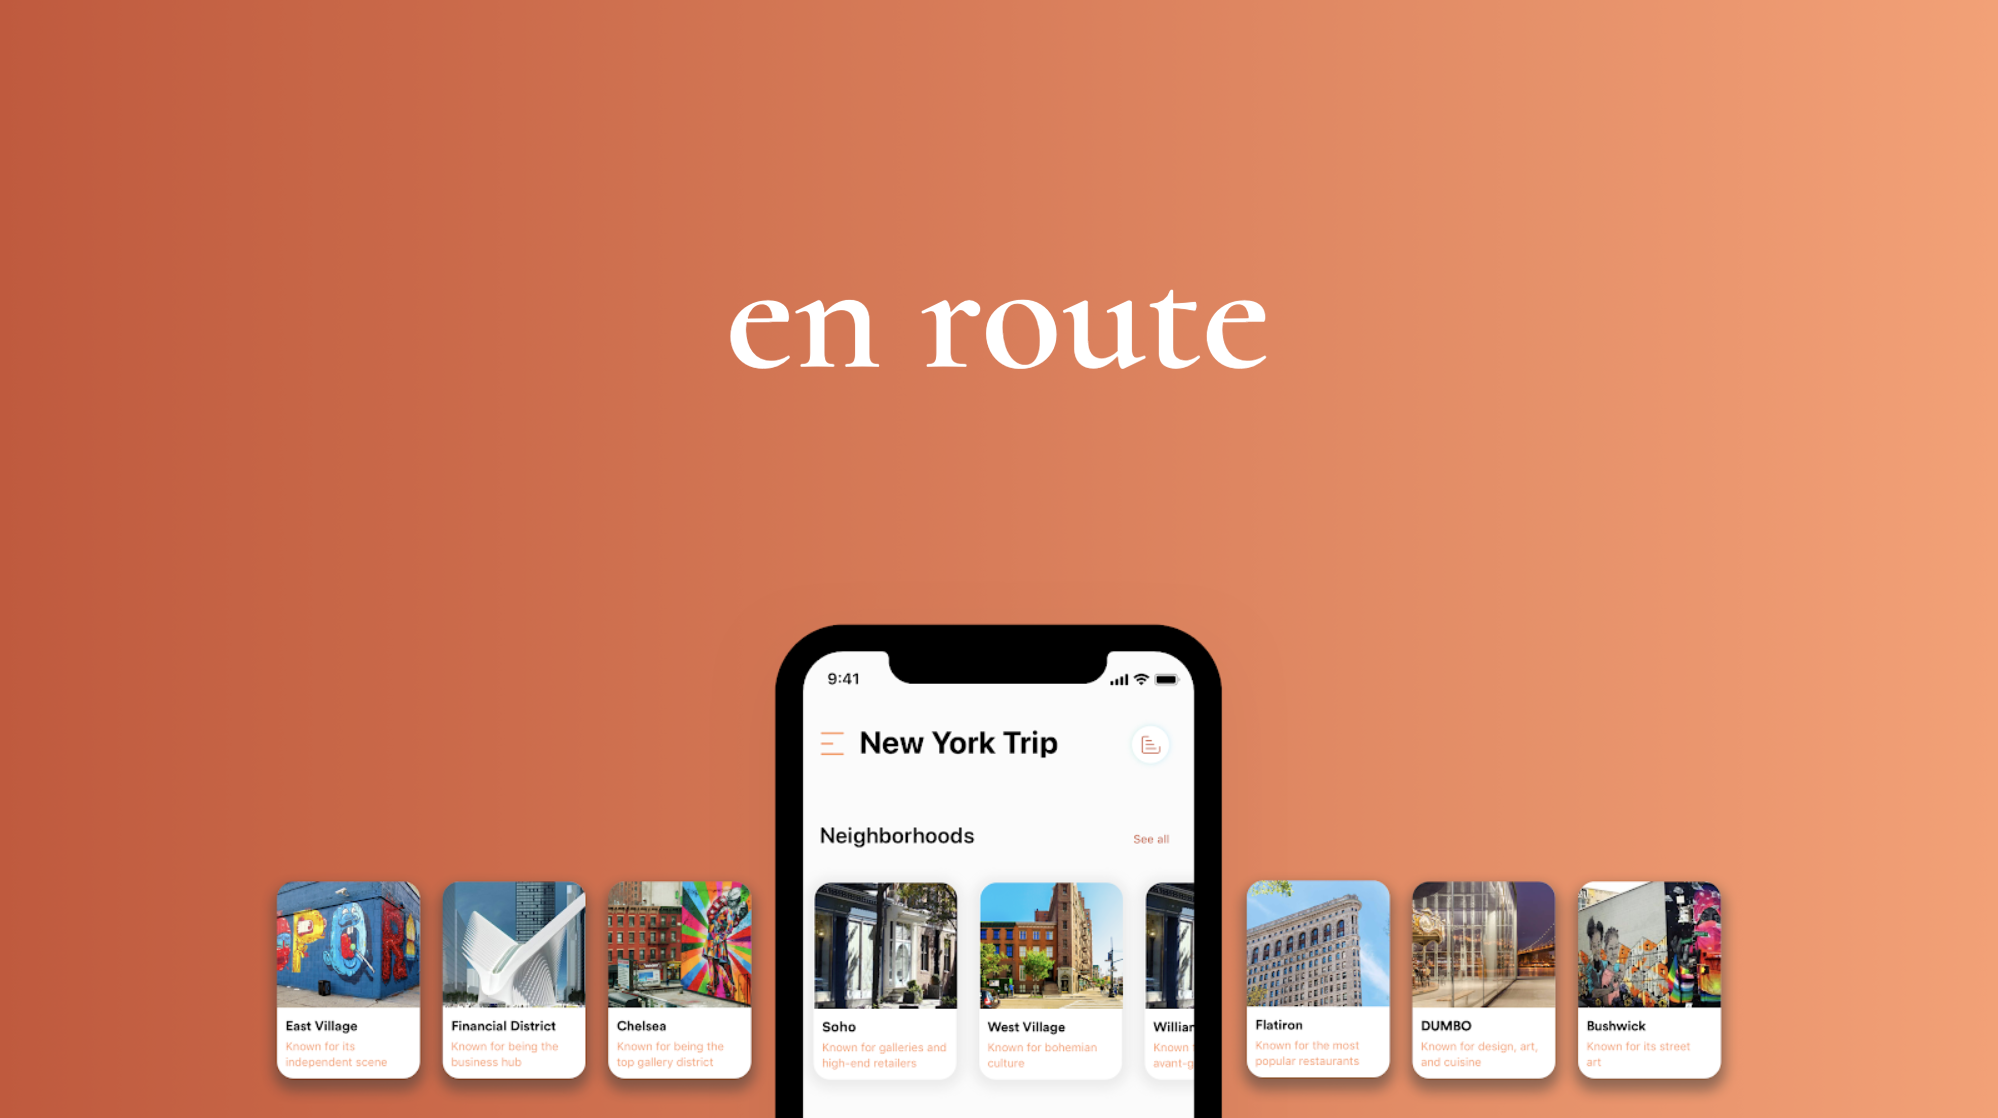 en route
9:41
New York Trip
Neighborhoods
See all
East Village
Known for its
independent scene
Financial District
Known for being the
business hub
Chelsea
Known for being the
top gallery district
Soho
Known for galleries and
high-end retailers
West Village
Known for bohemian
culture
Willia
Known
avant-g
Flatiron
Known for the most
popular restaurants
DUMBO
Known for design, art,
and cuisine
Bushwick
Known for its street
art